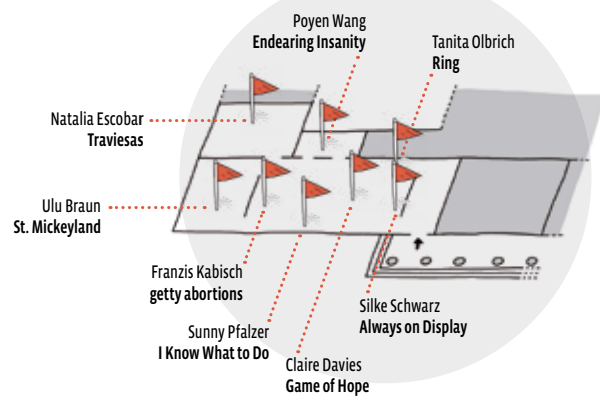 Poyen Wang
Endearing Insanity
Tanita Olbrich
Ring
Natalia Escobar
Traviesas
Ulu Braun
St. Mickeyland
Franzis Kabisch
getty abortions
Silke Schwarz
Always on Display
Sunny Pfalzer
I Know What to Do
Claire Davies
Game of Hope